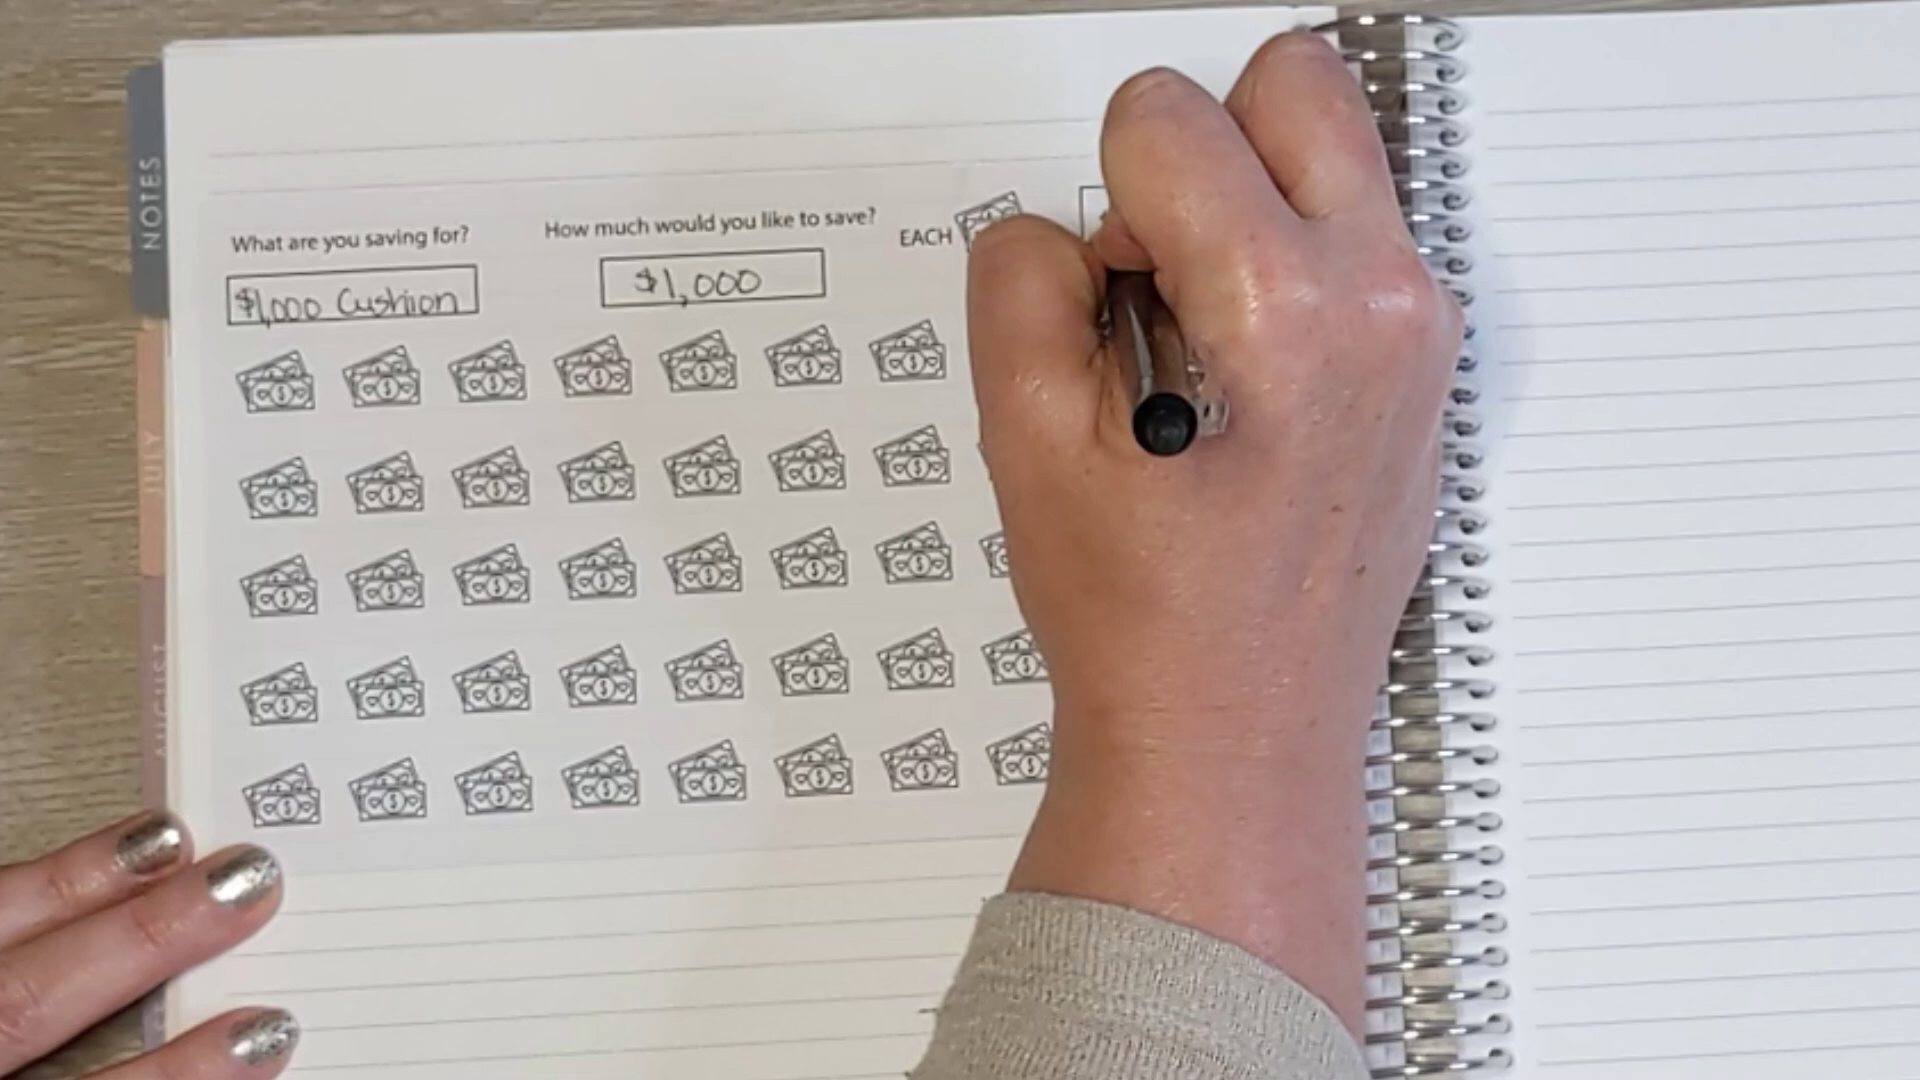 What are you saving for?
How much would you like to save?
EACH
$1,000 Cushion
$1,000
NOTES
JULY
AUGUST